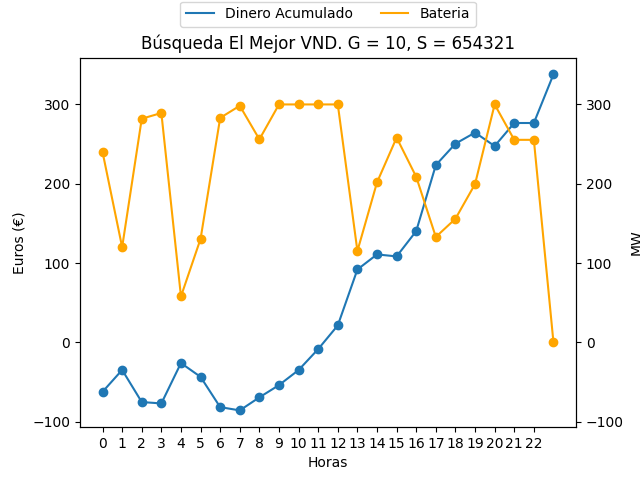 Dinero Acumulado Bateria
Búsqueda El Mejor VND. G = 10, S = 654321
300 300
200 200
100 100
0 0
−100 −100
Euros (€)
MW
0 1 2 3 4 5 6 7 8 9 10 11 12 13 14 15 16 17 18 19 20 21 22
Horas